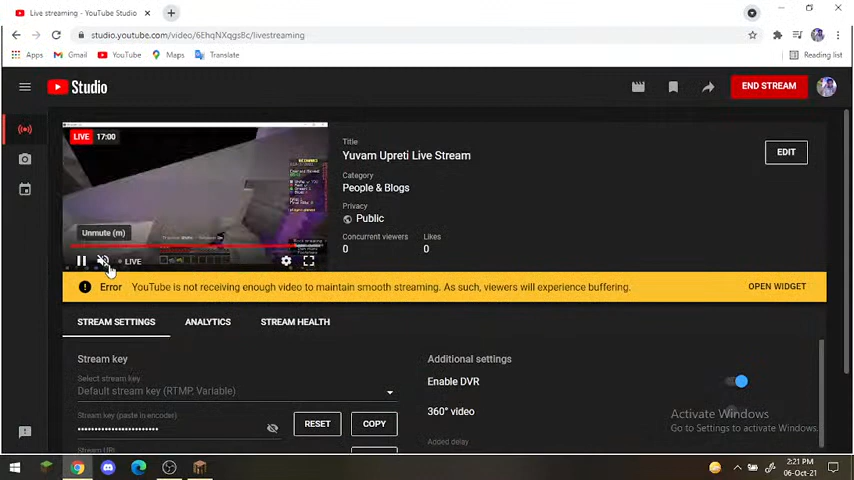 Live streaming - YouTube Studio
studio.youtube.com/video/6EhqNXqgs8c/livestreaming
Apps Gmail YouTube Maps Translate Reading list
Studio END STREAM
LIVE 17:00
Unmute (m)
LIVE
Title
Yuvam Upreti Live Stream
EDIT
Category
People & Blogs
Privacy
Public
Concurrent viewers Likes
0 0
Error YouTube is not receiving enough video to maintain smooth streaming. As such, viewers will experience buffering. OPEN WIDGET
STREAM SETTINGS ANALYTICS STREAM HEALTH
Stream key
Select stream key
Default stream key (RTMP, Variable)
Stream key (paste in encoder)
••••••••••••••••••••••••
RESET COPY
Stream URL
Additional settings
Enable DVR
360° video
Added delay
Activate Windows
Go to Settings to activate Windows.
2:21 PM
06-Oct-21